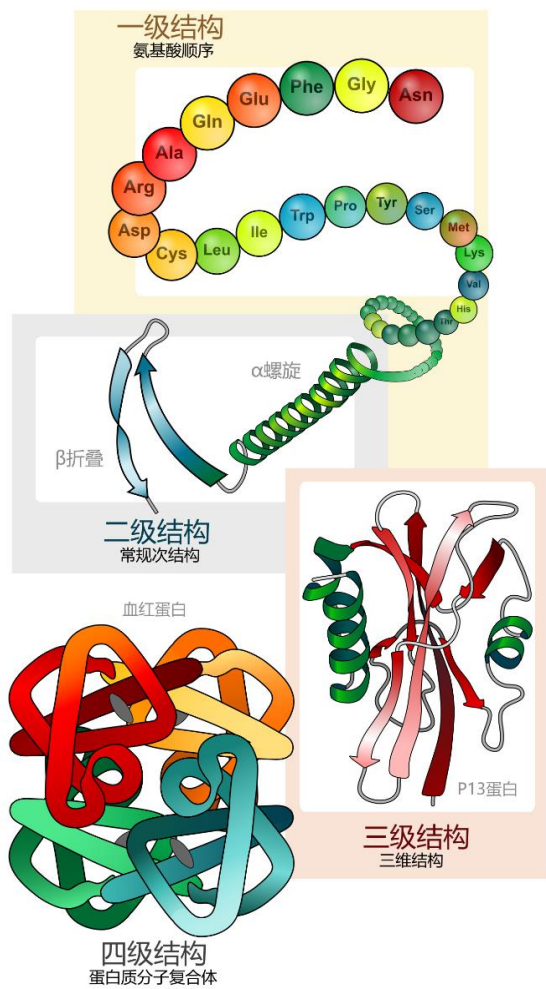 一级结构
氨基酸顺序
Asn
Gly
Phe
Glu
Gln
Ala
Arg
Asp
Cys
Leu
Ile
Trp
Pro
Tyr
Ser
Met
Lys
Val
His
Thr
α螺旋
β折叠
二级结构
常规次结构
血红蛋白
P13蛋白
三级结构
三维结构
四级结构
蛋白质分子复合体